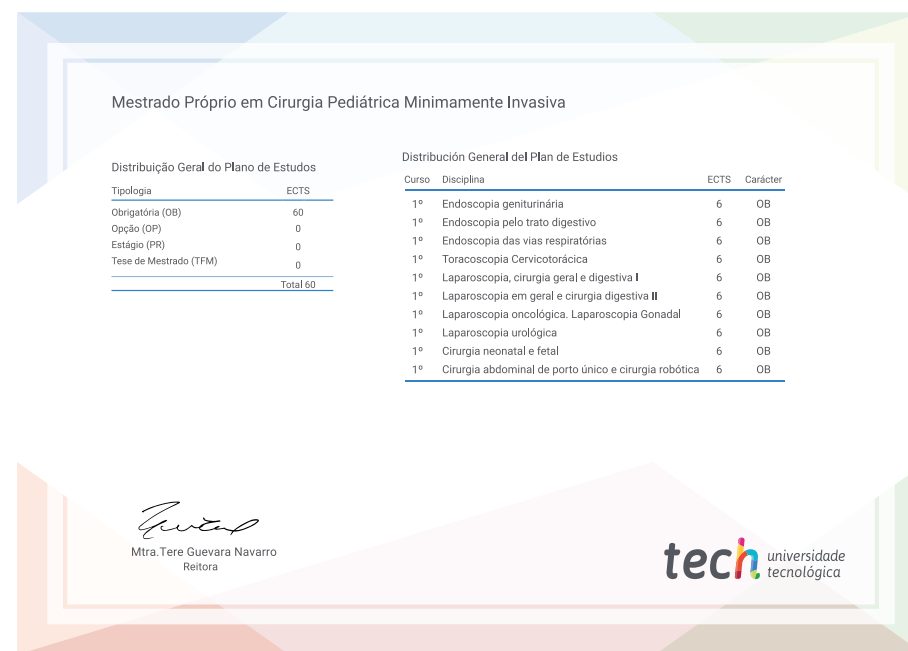 Mestrado Próprio em Cirurgia Pediátrica Minimamente Invasiva
Distribuição Geral do Plano de Estudos
Tipologia ECTS
Obrigatória (OB) 60
Opção (OP) 0
Estágio (PR) 0
Tese de Mestrado (TFM) 0
Total 60
Distribución General del Plan de Estudios
Curso Disciplina ECTS Carácter
1º Endoscopia geniturinária 6 OB
1º Endoscopia pelo trato digestivo 6 OB
1º Endoscopia das vias respiratórias 6 OB
1º Toracoscopia Cervicotorácica 6 OB
1º Laparoscopia, cirurgia geral e digestiva I 6 OB
1º Laparoscopia em geral e cirurgia digestiva II 6 OB
1º Laparoscopia oncológica. Laparoscopia Gonadal 6 OB
1º Laparoscopia urológica 6 OB
1º Cirurgia neonatal e fetal 6 OB
1º Cirurgia abdominal de porto único e cirurgia robótica 6 OB
Mtra.Tere Guevara Navarro
Reitora
tech universidade
tecnológica